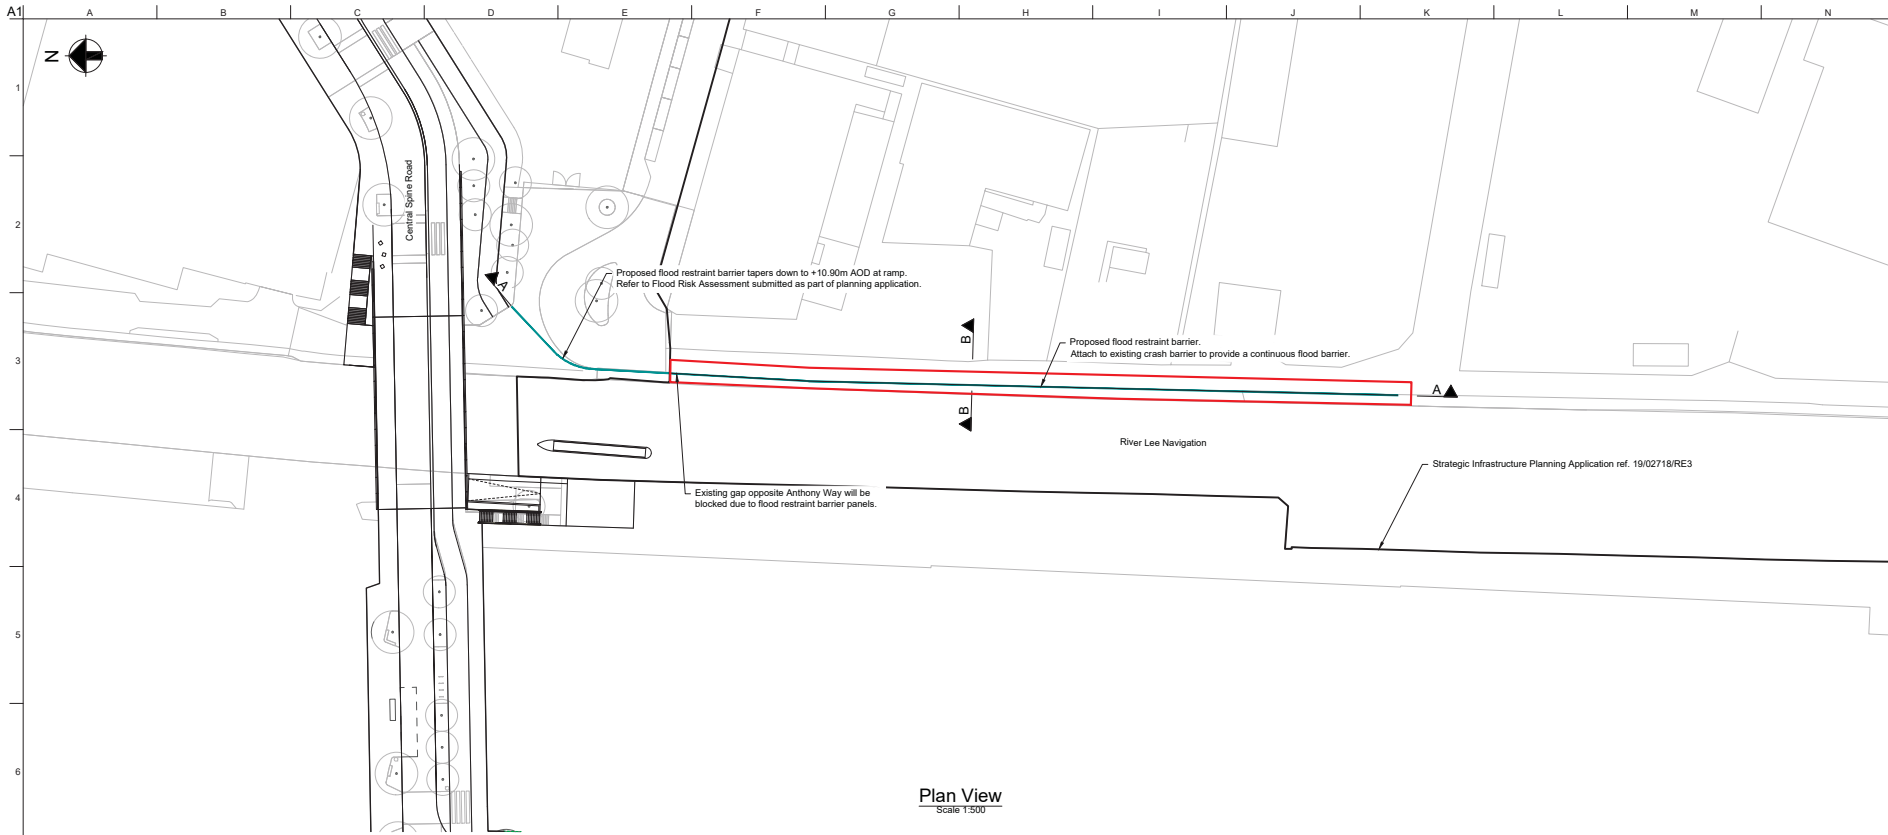 A1
A B C D E F G H I J K L M N
N
1
Central Spine Road
2
Proposed flood restraint barrier tapers down to +10.90m AOD at ramp.
Refer to Flood Risk Assessment submitted as part of planning application.
A
3
B
Proposed flood restraint barrier.
Attach to existing crash barrier to provide a continuous flood barrier.
A
B
River Lee Navigation
Strategic Infrastructure Planning Application ref. 19/02718/RE3
4
Existing gap opposite Anthony Way will be
blocked due to flood restraint barrier panels.
5
6
Plan View
Scale 1:500